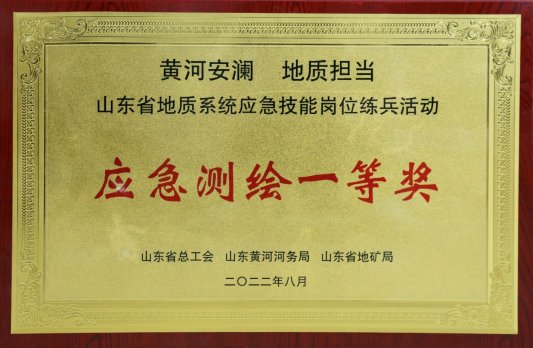 黄河安澜 地质担当
山东省地质系统应急技能岗位练兵活动
应急测绘一等奖
山东省总工会 山东黄河河务局 山东省地矿局
二〇二二年八月